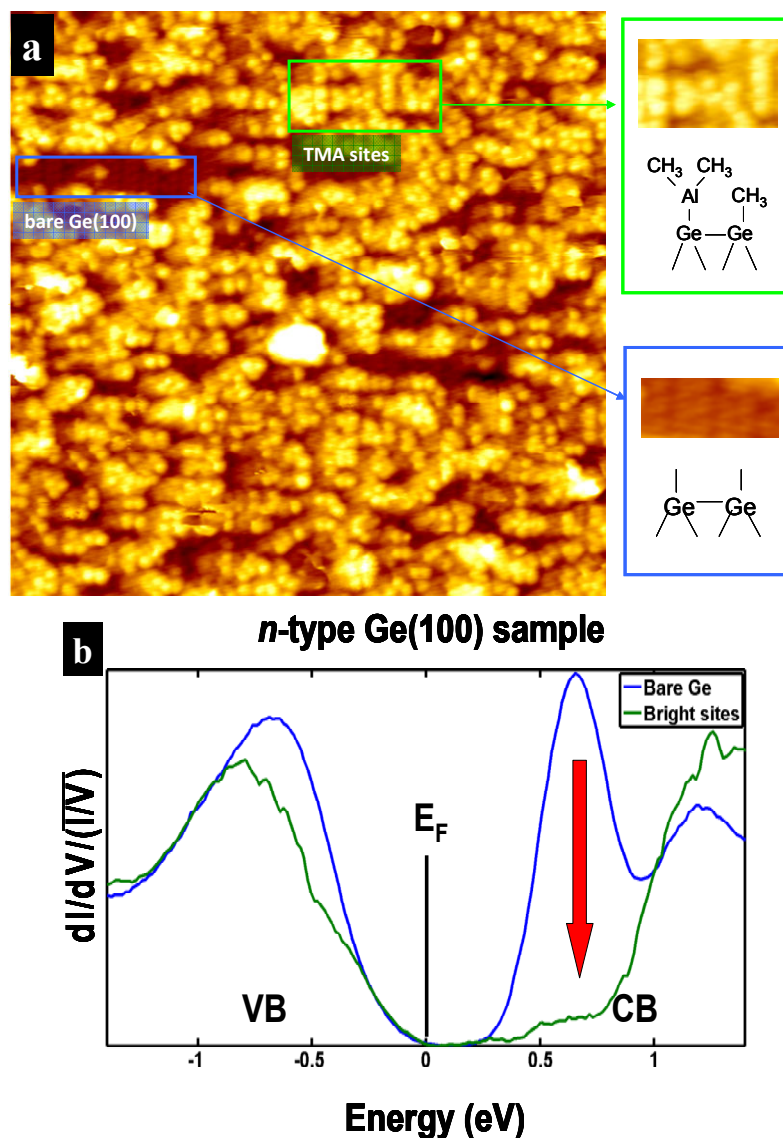 a
TMA sites
bare Ge(100)
CH3 CH3
Al CH3
Ge Ge
Ge Ge
n-type Ge(100) sample
b
Bare Ge
Bright sites
EF
VB
CB
dI/dV/(I/V)
-1 -0.5 0 0.5 1
Energy (eV)